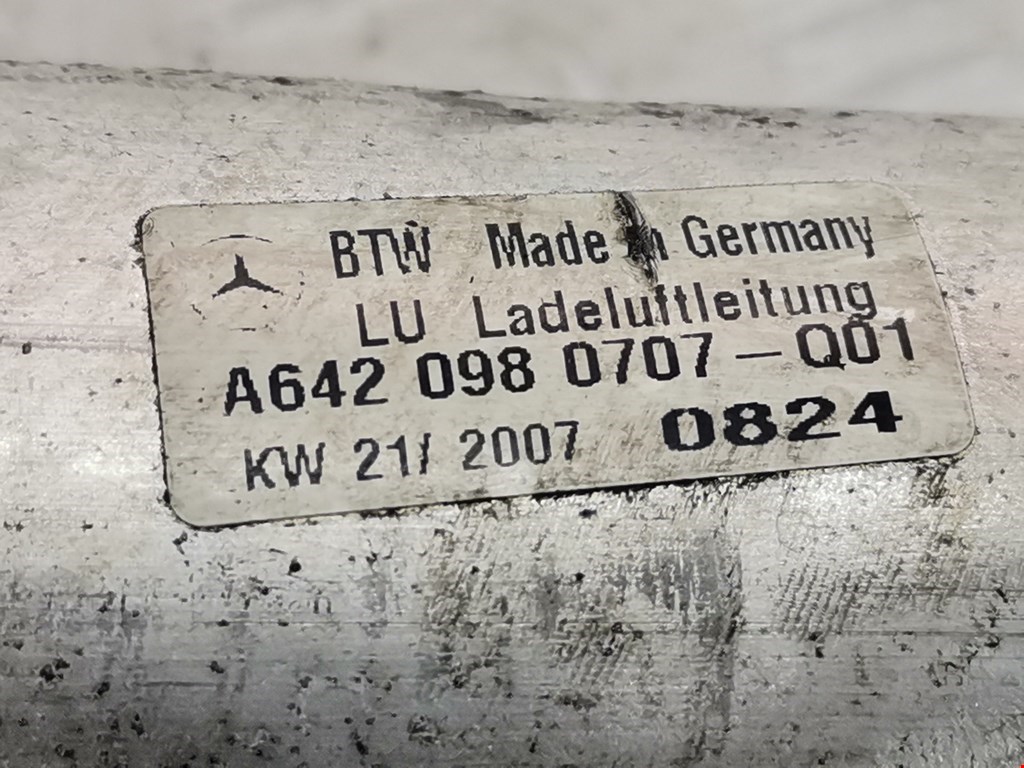 BTW Made in Germany
LU Ladeluftleitung
A642 098 0707-Q01
KW 21/ 2007 0824